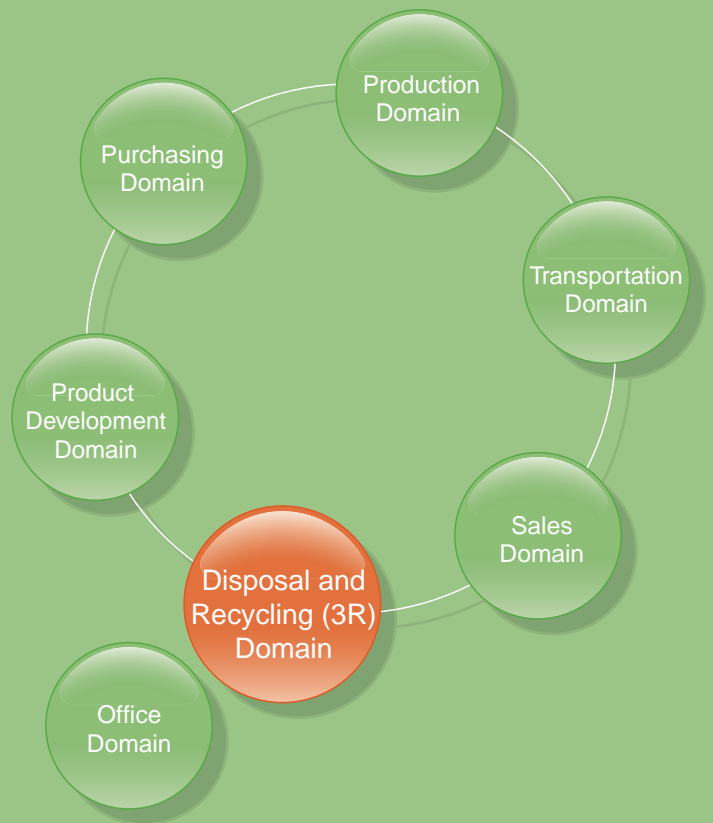 Production
Domain
Purchasing
Domain
Transportation
Domain
Product
Development
Domain
Sales
Domain
Disposal and
Recycling (3R)
Domain
Office
Domain